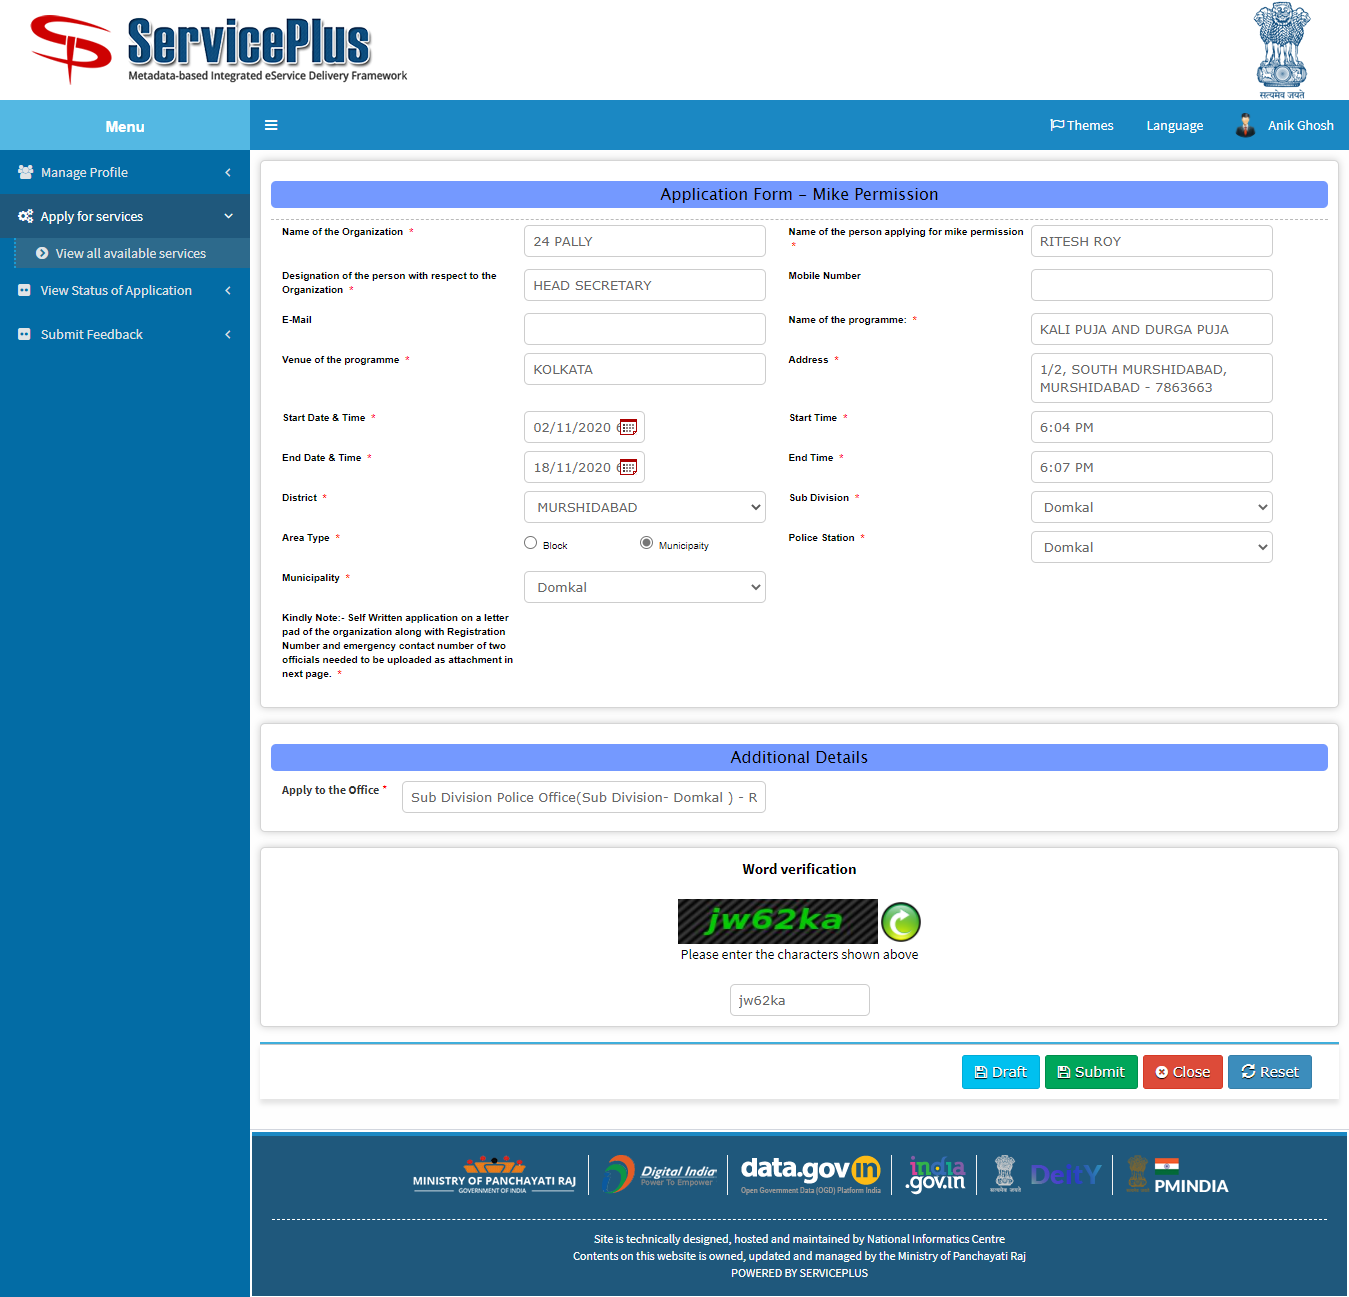 ServicePlus
Metadata-based Integrated eService Delivery Framework
सत्यमेव जयते
Menu
Themes
Language
Anik Ghosh
Manage Profile
Apply for services
View all available services
View Status of Application
Submit Feedback
Application Form - Mike Permission
Name of the Organization *
24 PALLY
Name of the person applying for mike permission
*
RITESH ROY
Designation of the person with respect to the
Organization *
HEAD SECRETARY
Mobile Number
E-Mail
Name of the programme: *
KALI PUJA AND DURGA PUJA
Venue of the programme *
KOLKATA
Address *
1/2, SOUTH MURSHIDABAD,
MURSHIDABAD - 7863663
Start Date & Time *
02/11/2020
Start Time *
6:04 PM
End Date & Time *
18/11/2020
End Time *
6:07 PM
District *
MURSHIDABAD
Sub Division *
Domkal
Area Type *
Block
Municipaity
Police Station *
Domkal
Municipality *
Domkal
Kindly Note:- Self Written application on a letter
pad of the organization along with Registration
Number and emergency contact number of two
officials needed to be uploaded as attachment in
next page. *
Additional Details
Apply to the Office *
Sub Division Police Office(Sub Division- Domkal ) - R
Word verification
jw62ka
Please enter the characters shown above
jw62ka
Draft
Submit
Close
Reset
MINISTRY OF PANCHAYATI RAJ
GOVERNMENT OF INDIA
Digital India
Power To Empower
data.gov in
Open Government Data (OGD) Platform India
india
.gov.in
सत्यमेव जयते
DeitY
PMINDIA
Site is technically designed, hosted and maintained by National Informatics Centre
Contents on this website is owned, updated and managed by the Ministry of Panchayati Raj
POWERED BY SERVICEPLUS